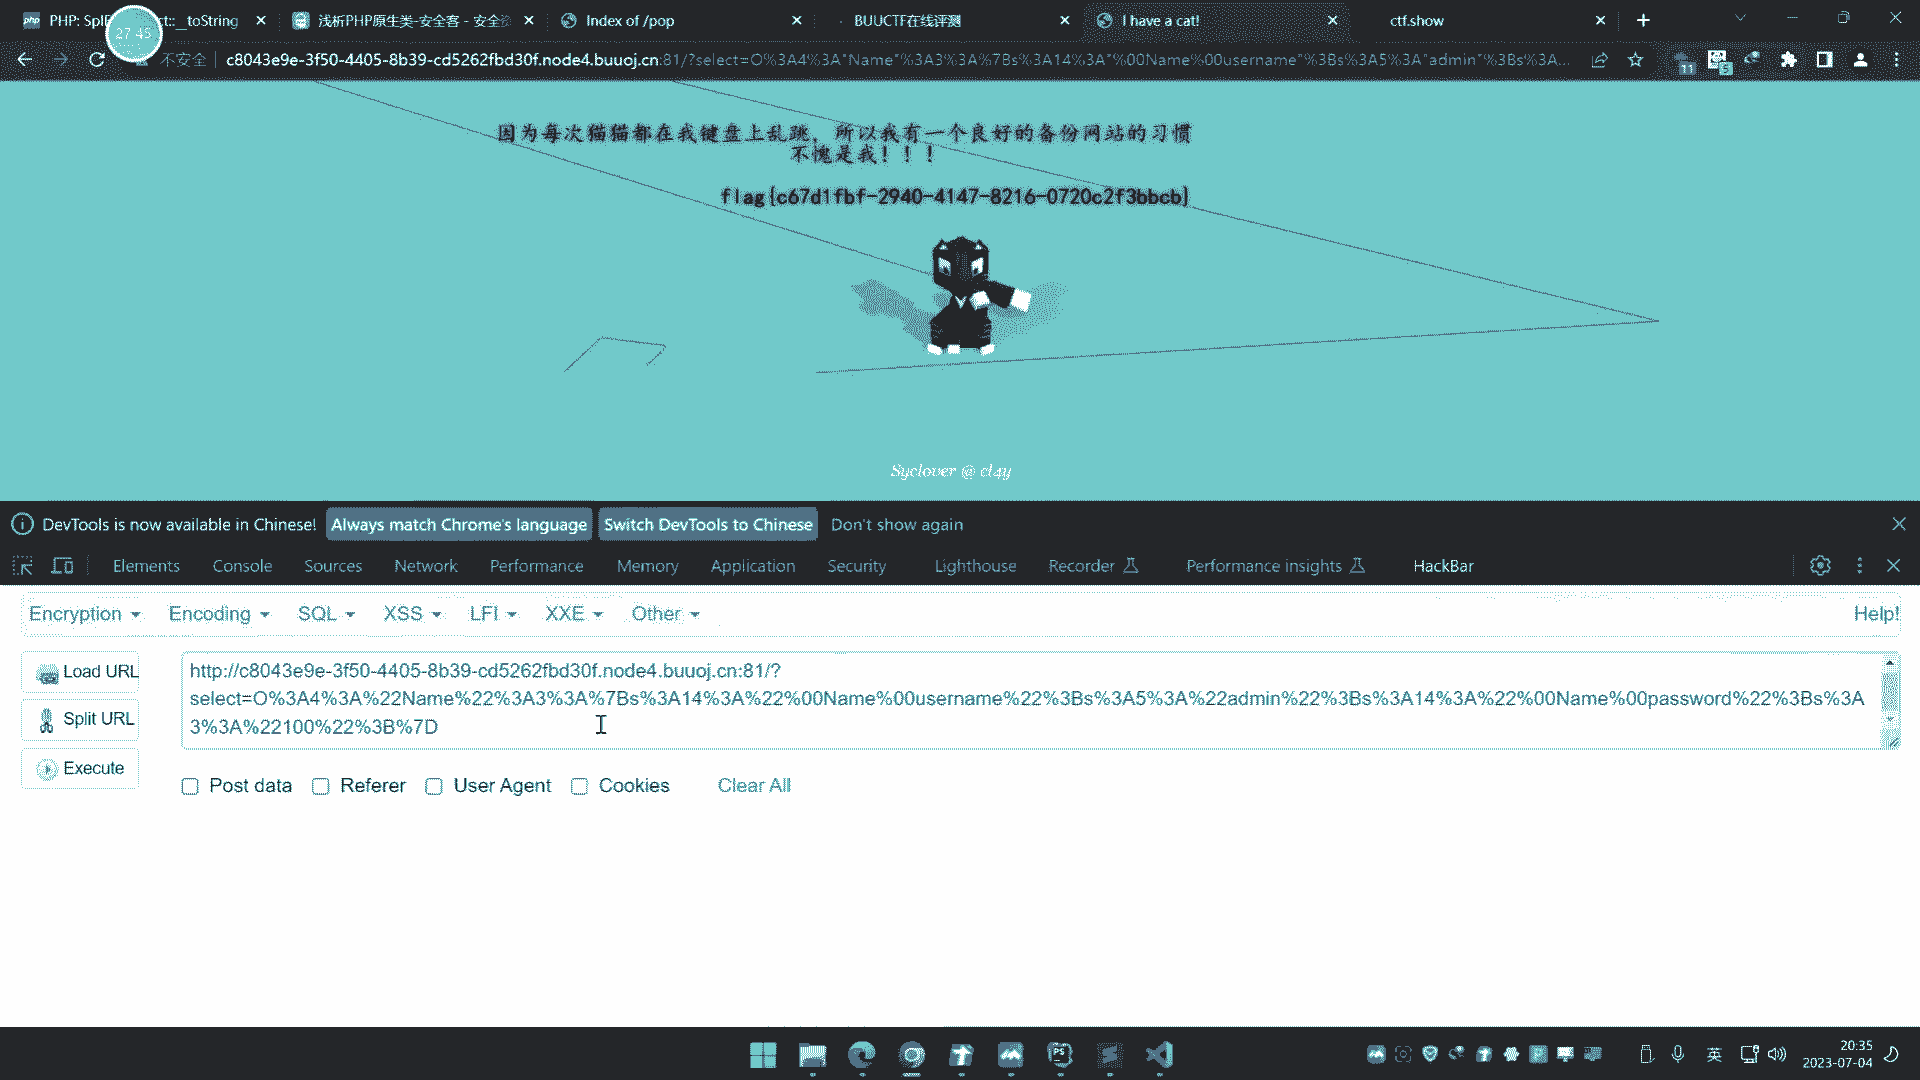 PHP: Spl
ct::__toString
浅析PHP原生类-安全客 - 安全
Index of /pop
BUUCTF在线评测
I have a cat!
ctf.show
27:45
不安全
c8043e9e-3f50-4405-8b39-cd5262fbd30f.node4.buuoj.cn:81/?select=O%3A4%3A"Name"%3A3%3A%7Bs%3A14%3A"%00Name%00username"%3Bs%3A5%3A"admin"%3Bs%3A...
11
5
因为每次猫猫都在我键盘上乱跳，所以我有一个良好的备份网站的习惯
不愧是我！！！
flag{c67d1fbf-2940-4147-8216-0720c2f3bbcb}
Syclover @ cl4y
DevTools is now available in Chinese!
Always match Chrome's language
Switch DevTools to Chinese
Don't show again
Elements
Console
Sources
Network
Performance
Memory
Application
Security
Lighthouse
Recorder
Performance insights
HackBar
Encryption
Encoding
SQL
XSS
LFI
XXE
Other
Help!
Load URL
Split URL
Execute
http://c8043e9e-3f50-4405-8b39-cd5262fbd30f.node4.buuoj.cn:81/?
select=O%3A4%3A%22Name%22%3A3%3A%7Bs%3A14%3A%22%00Name%00username%22%3Bs%3A5%3A%22admin%22%3Bs%3A14%3A%22%00Name%00password%22%3Bs%3A
3%3A%22100%22%3B%7D
Post data
Referer
User Agent
Cookies
Clear All
PS
英
20:35
2023-07-04